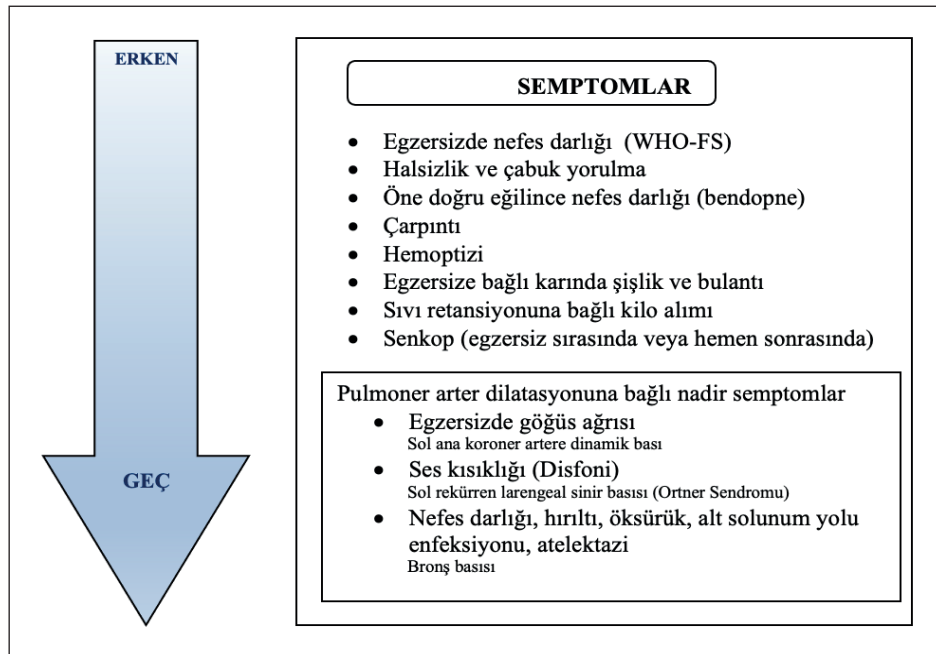 ERKEN
GEÇ
SEMPTOMLAR
• Egzersizde nefes darlığı (WHO-FS)
• Halsizlik ve çabuk yorulma
• Öne doğru eğilince nefes darlığı (bendopne)
• Çarpıntı
• Hemoptizi
• Egzersize bağlı karında şişlik ve bulantı
• Sıvı retansiyonuna bağlı kilo alımı
• Senkop (egzersiz sırasında veya hemen sonrasında)
Pulmoner arter dilatasyonuna bağlı nadir semptomlar
• Egzersizde göğüs ağrısı
Sol ana koroner artere dinamik bası
• Ses kısıklığı (Disfoni)
Sol rekürren larengeal sinir basısı (Ortner Sendromu)
• Nefes darlığı, hırıltı, öksürük, alt solunum yolu
enfeksiyonu, atelektazi
Bronş basısı